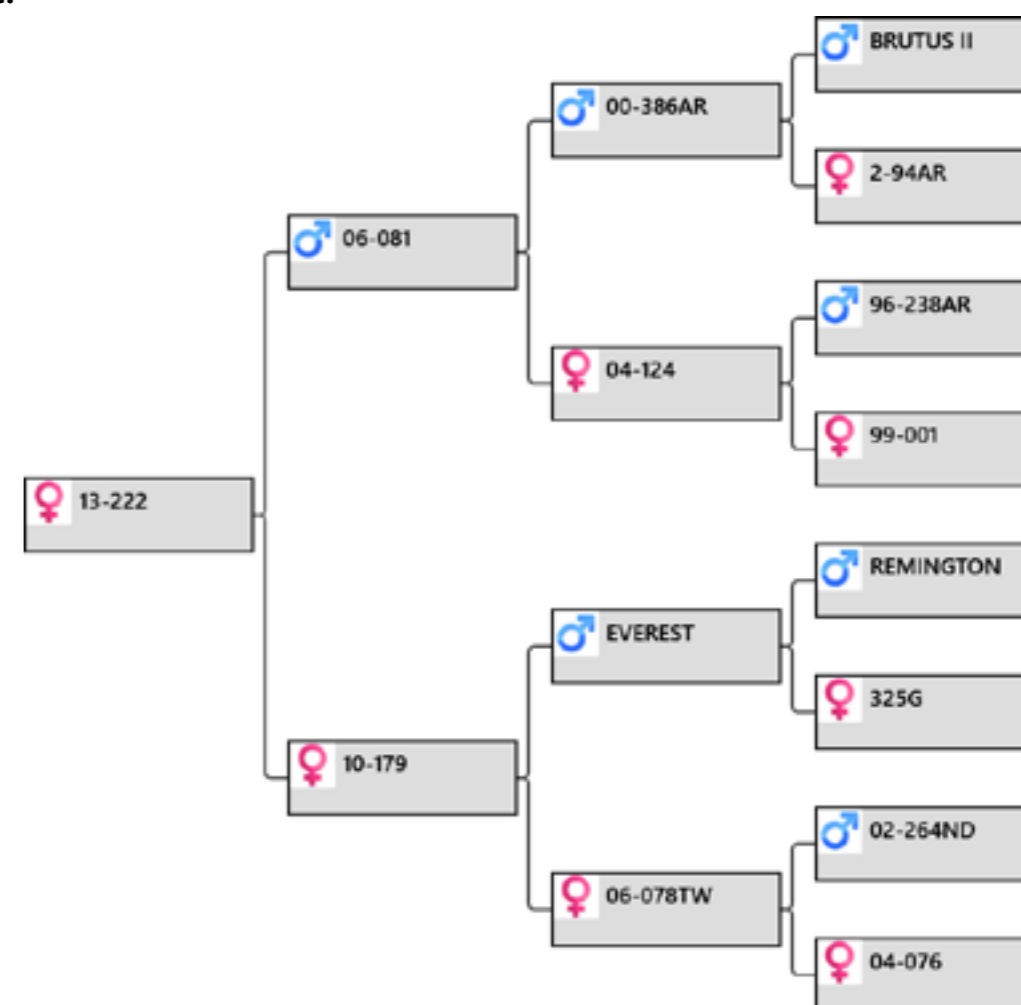 BRUTUS II
00-386AR
2-94AR
06-081
96-238AR
04-124
99-001
13-222
REMINGTON
EVEREST
325G
10-179
02-264ND
06-078TW
04-076